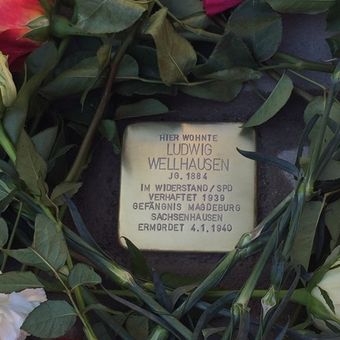 HIER WOHNTE
LUDWIG
WELLHAUSEN
JG. 1884
IM WIDERSTAND/SPD
VERHAFTET 1939
GEFÄNGNIS MAGDEBURG
SACHSENHAUSEN
ERMORDET 4.1.1940